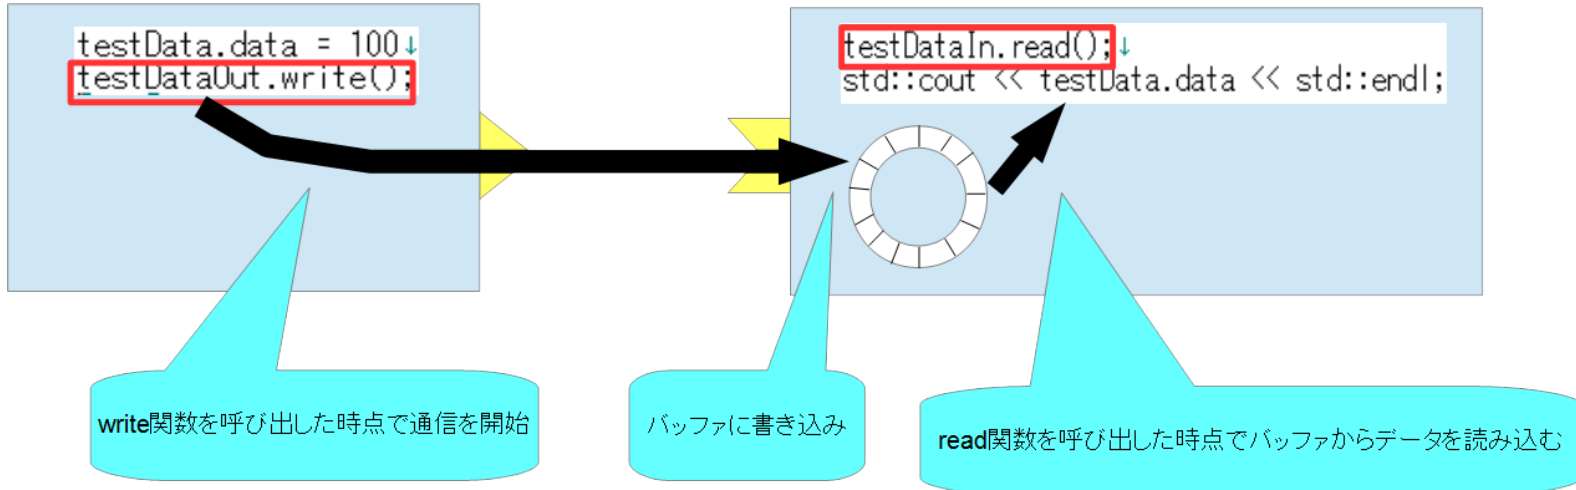 testData.data = 100↓
testDataOut.write();
testDataIn.read();↓
std::cout << testData.data << std::endl;
write関数を呼び出した時点で通信を開始
バッファに書き込み
read関数を呼び出した時点でバッファからデータを読み込む